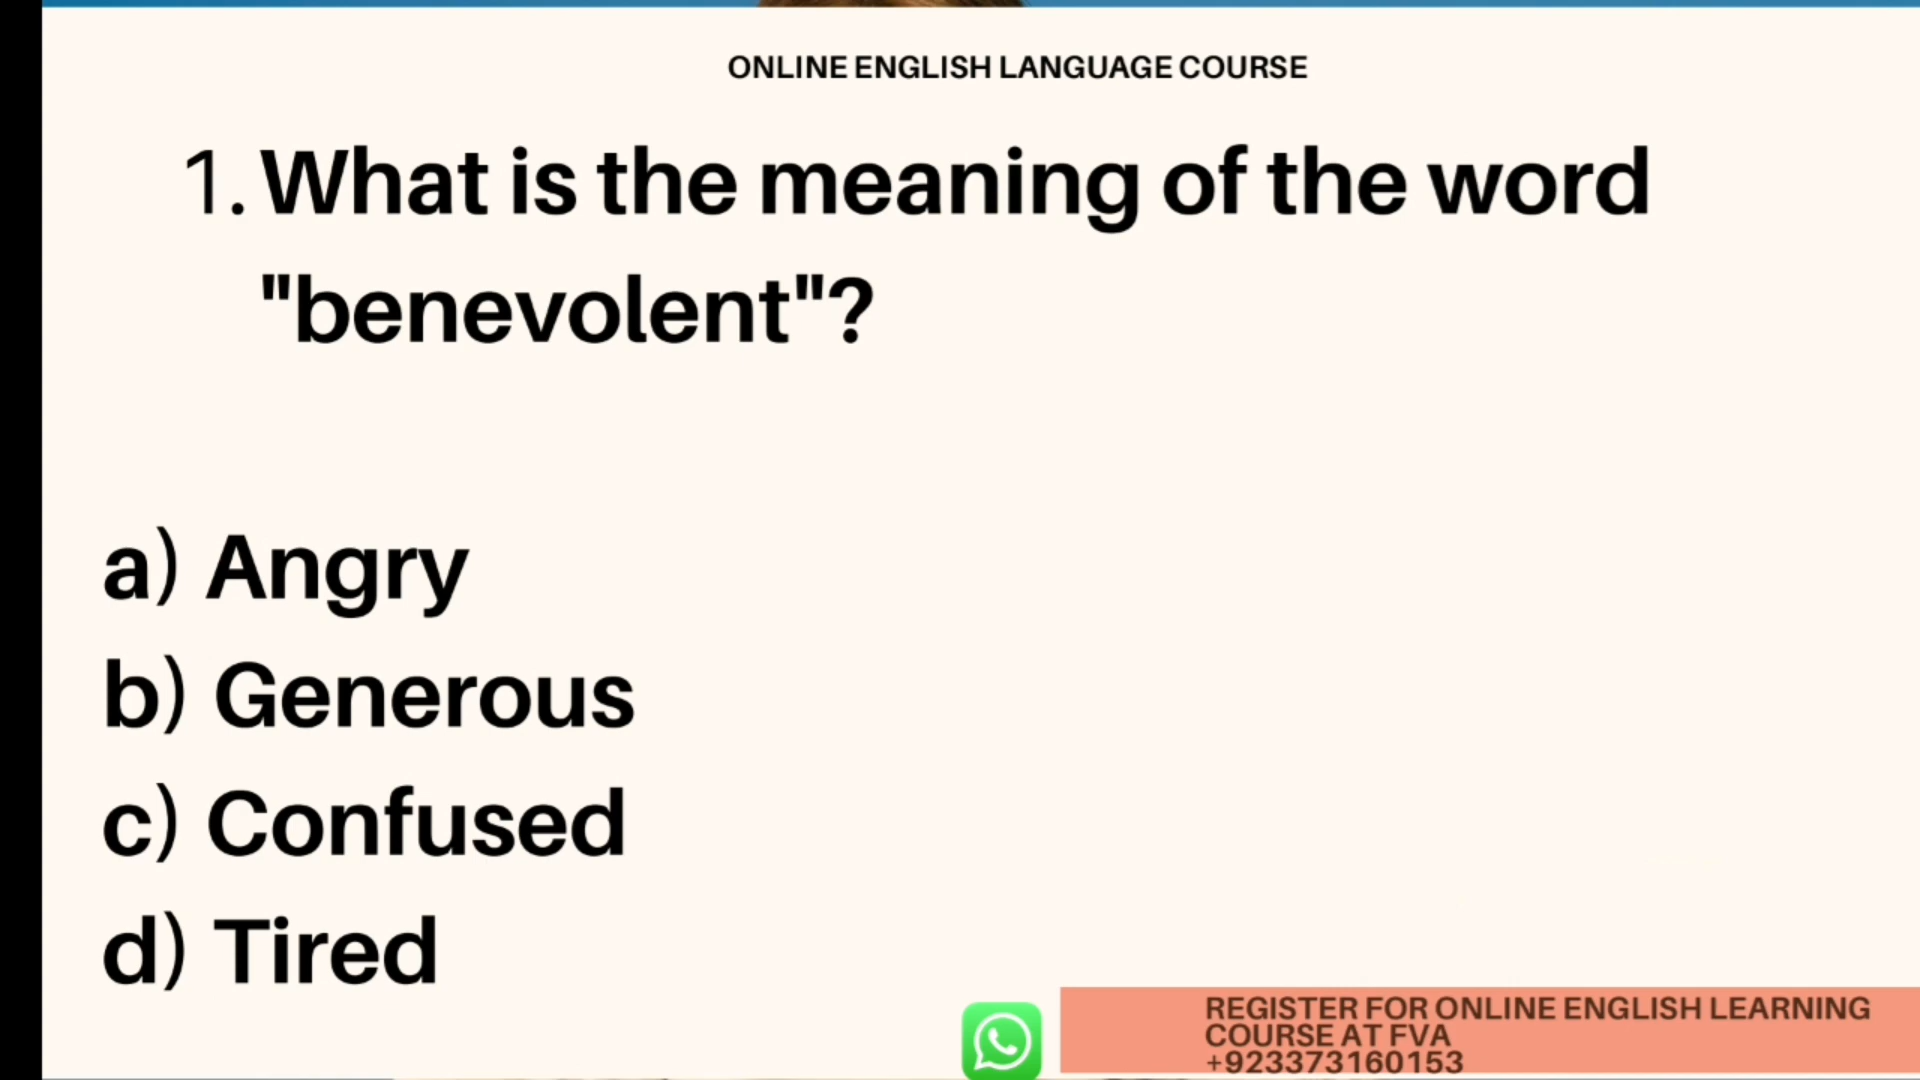 ONLINE ENGLISH LANGUAGE COURSE
1. What is the meaning of the word
"benevolent"?
a) Angry
b) Generous
c) Confused
d) Tired
REGISTER FOR ONLINE ENGLISH LEARNING
COURSE AT FVA
+923373160153